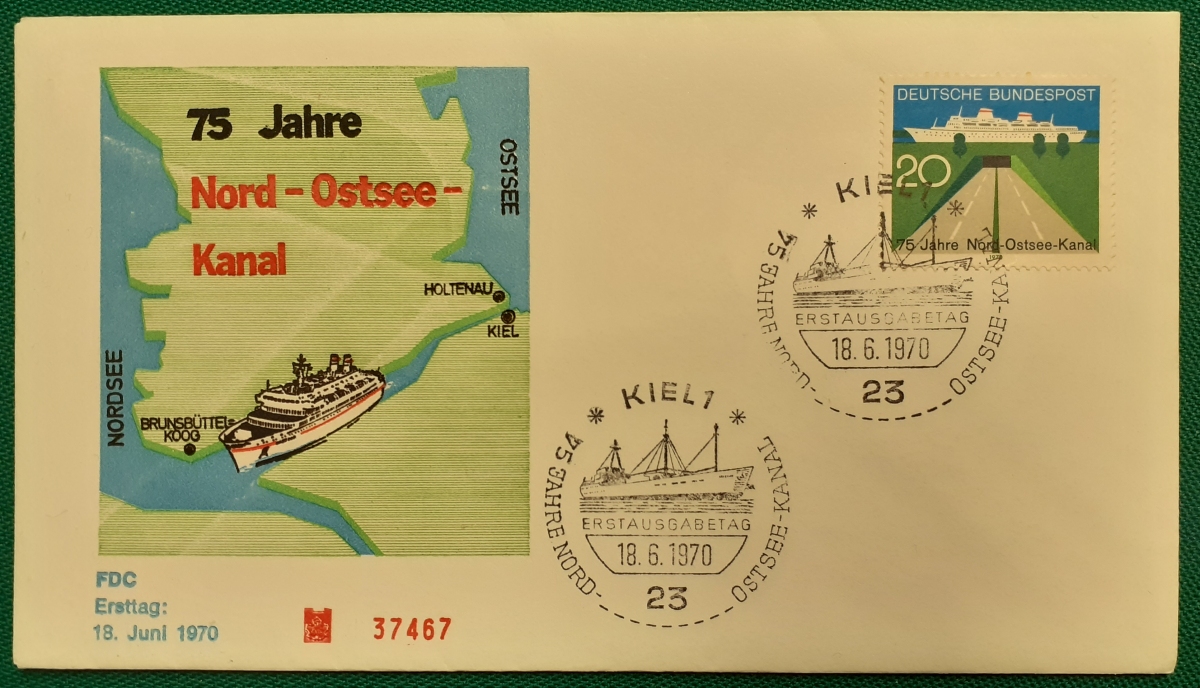 75 Jahre
Nord-Ostsee-
Kanal
OSTSEE
HOLTENAU
KIEL
NORDSEE
BRUNSBÜTTEL=
KOOG
FDC
Ersttag:
18. Juni 1970
37467
DEUTSCHE BUNDESPOST
20
75 Jahre Nord-Ostsee-Kanal
1970
KIEL 1
75 JAHRE NORD-
OSTSEE-KANAL
ERSTAUSGABETAG
18.6.1970
23
KIEL 1
75 JAHRE NORD-
OSTSEE-KANAL
ERSTAUSGABETAG
18.6.1970
23